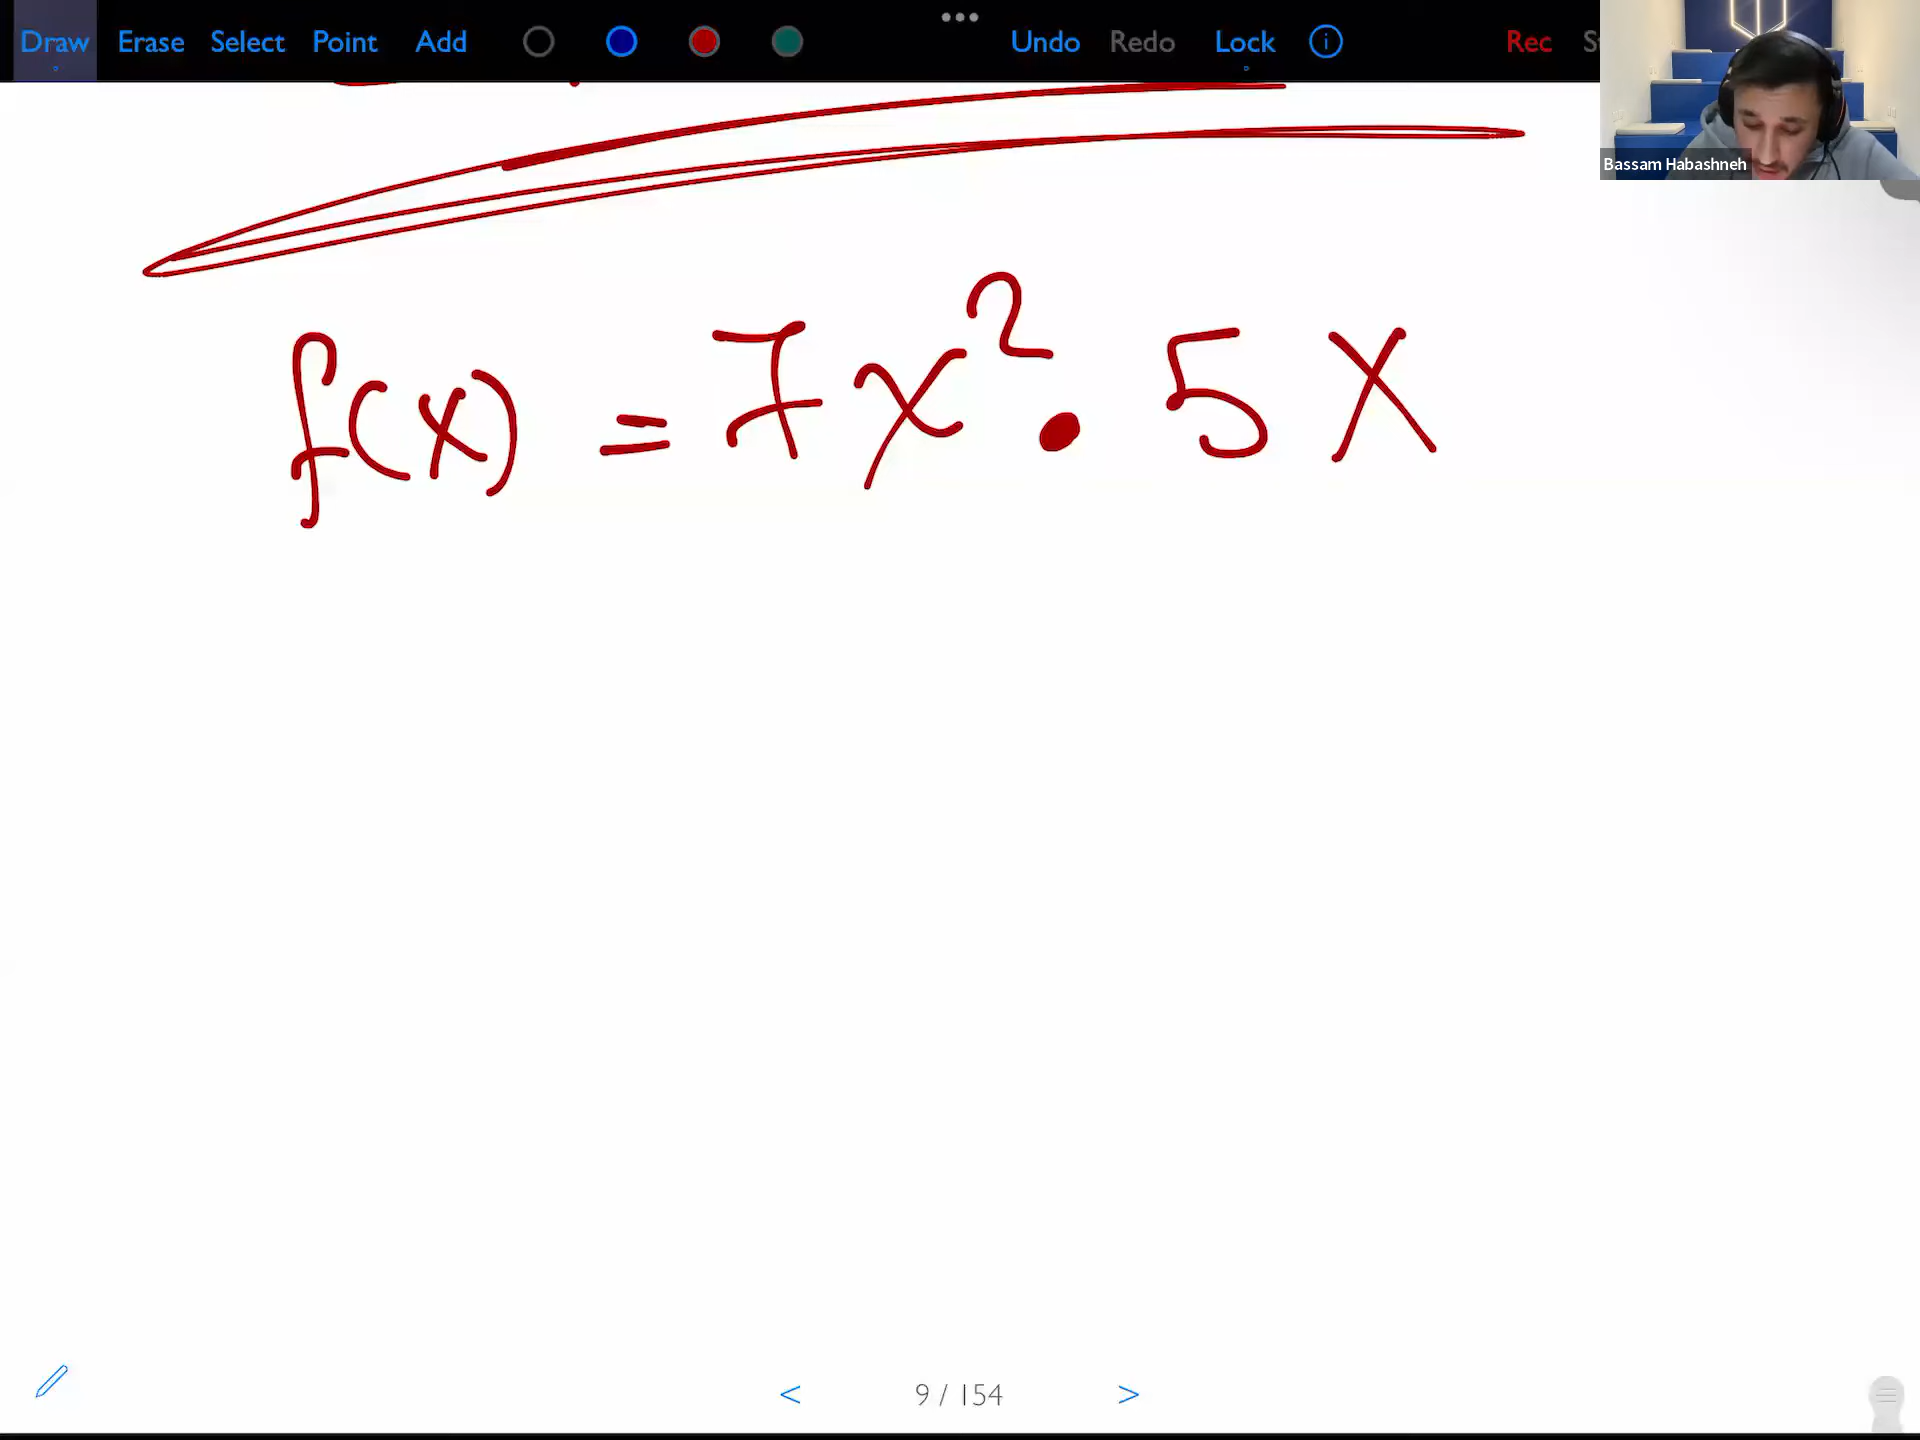 Draw Erase Select Point Add Undo Redo Lock Rec
Bassam Habashneh
f(x) = 7x² • 5x
< 9 / 154 >